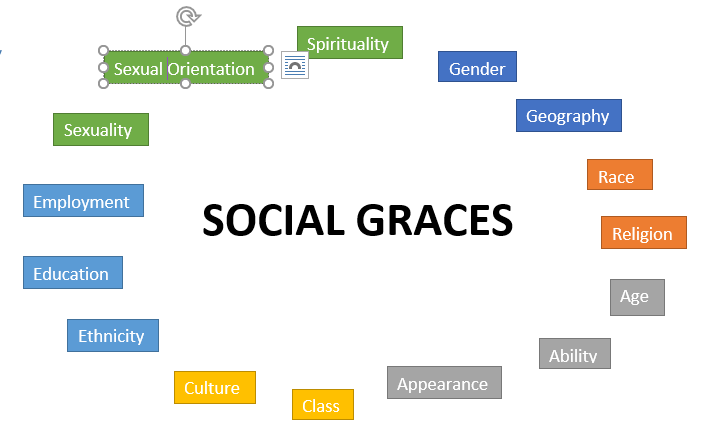 Spirituality
Sexual Orientation
Gender
Geography
Sexuality
Race
Employment
SOCIAL GRACES
Religion
Education
Age
Ethnicity
Ability
Culture
Appearance
Class